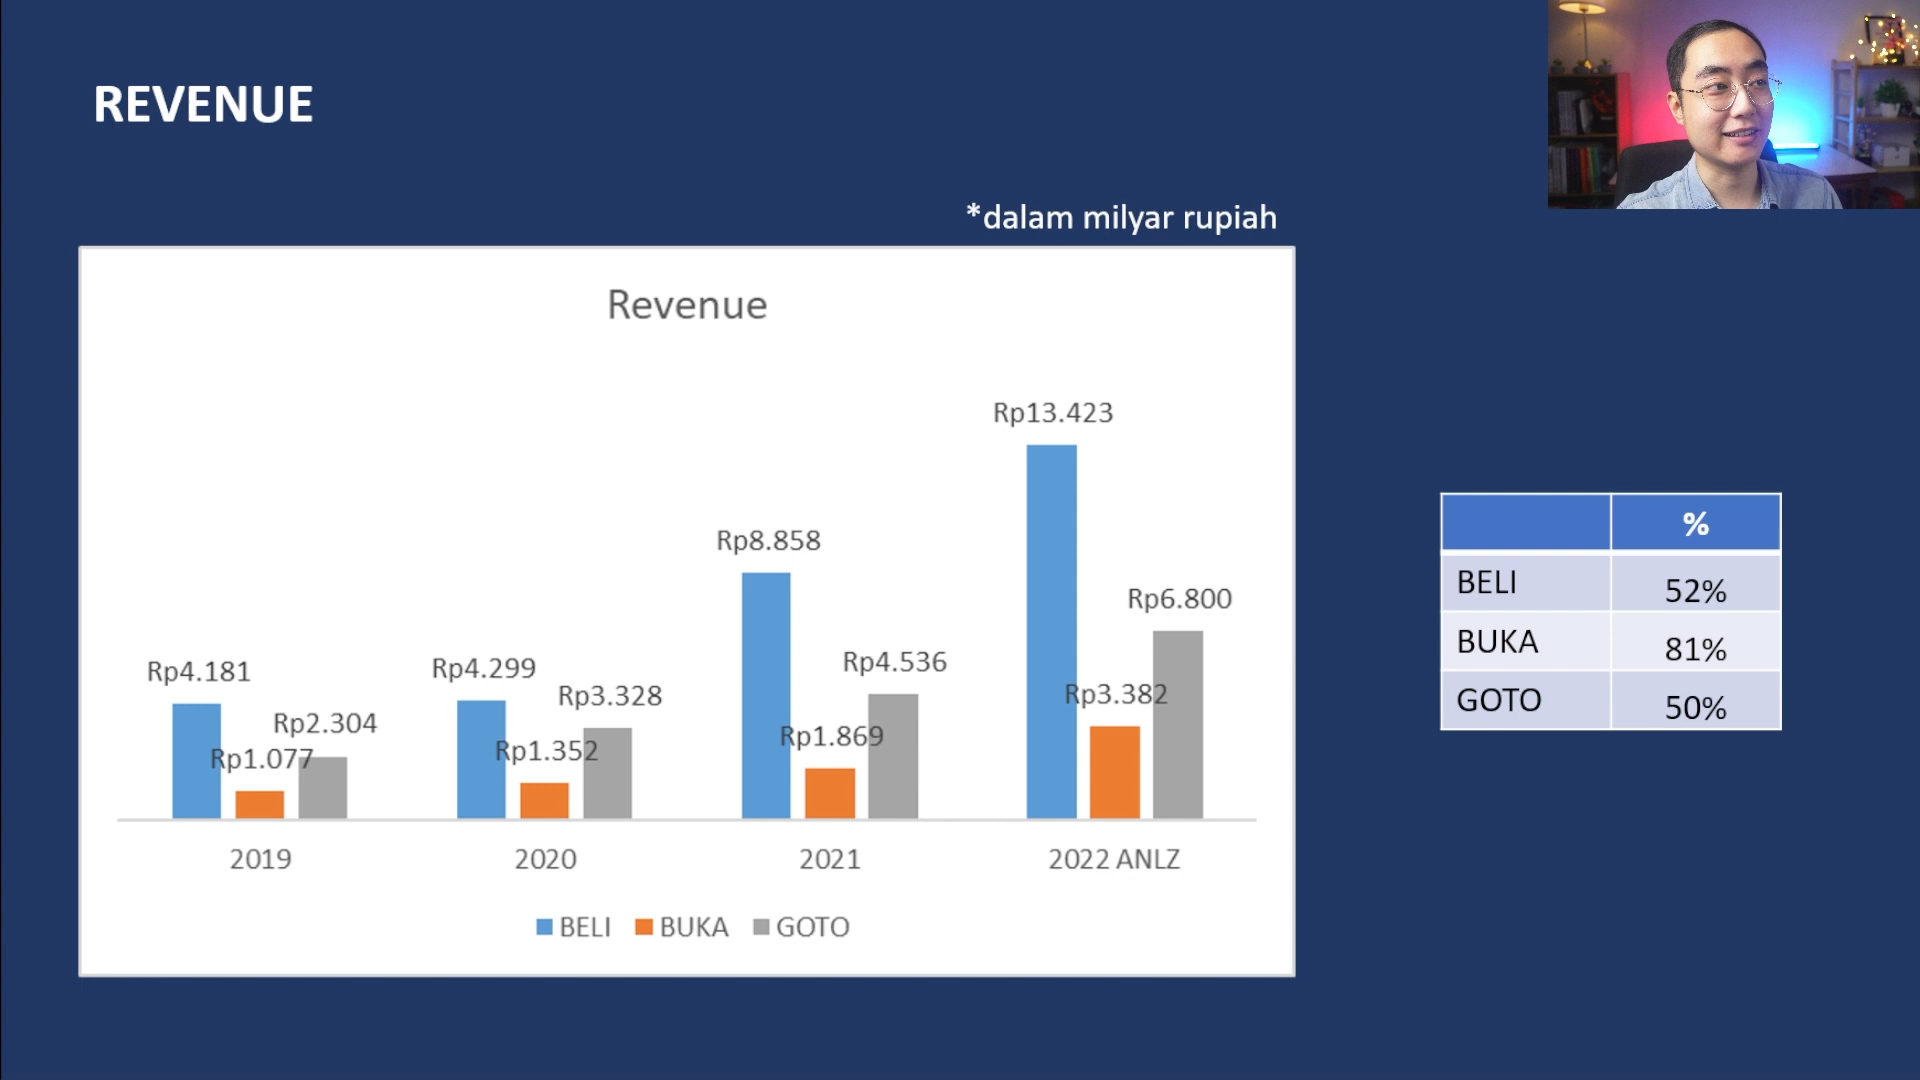 REVENUE
*dalam milyar rupiah
Revenue
Rp13.423
Rp8.858
Rp6.800
Rp4.181
Rp4.299
Rp4.536
Rp2.304
Rp3.328
Rp3.382
Rp1.077
Rp1.352
Rp1.869
2019 2020 2021 2022 ANLZ
BELI BUKA GOTO
%
BELI 52%
BUKA 81%
GOTO 50%